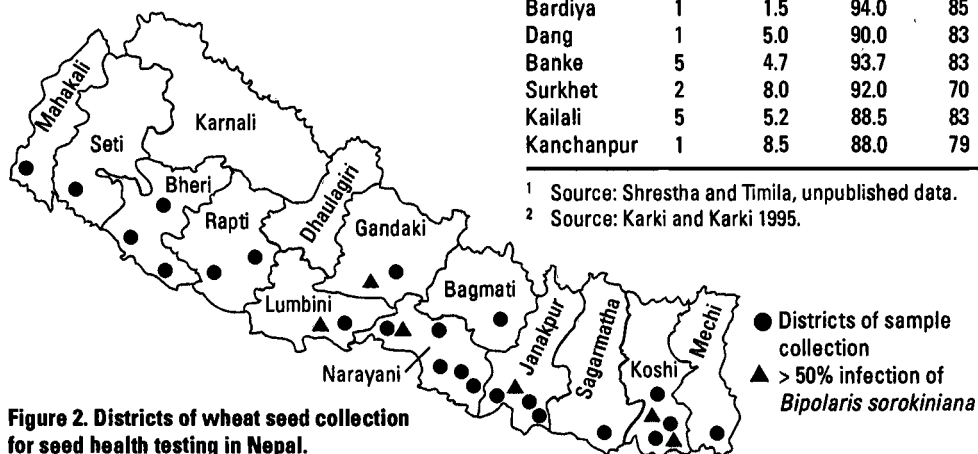 Bardiya 1 1.5 94.0 85
Dang 1 5.0 90.0 83
Banke 5 4.7 93.7 83
Surkhet 2 8.0 92.0 70
Kailali 5 5.2 88.5 83
Kanchanpur 1 8.5 88.0 79
1 Source: Shrestha and Timila, unpublished data.
2 Source: Karki and Karki 1995.
Mahakali
Seti
Karnali
Bheri
Rapti
Dhaulagiri
Gandaki
Lumbini
Bagmati
Narayani
Janakpur
Sagarmatha
Koshi
Mechi
Districts of sample
collection
> 50% infection of
Bipolaris sorokiniana
Figure 2. Districts of wheat seed collection
for seed health testing in Nepal.